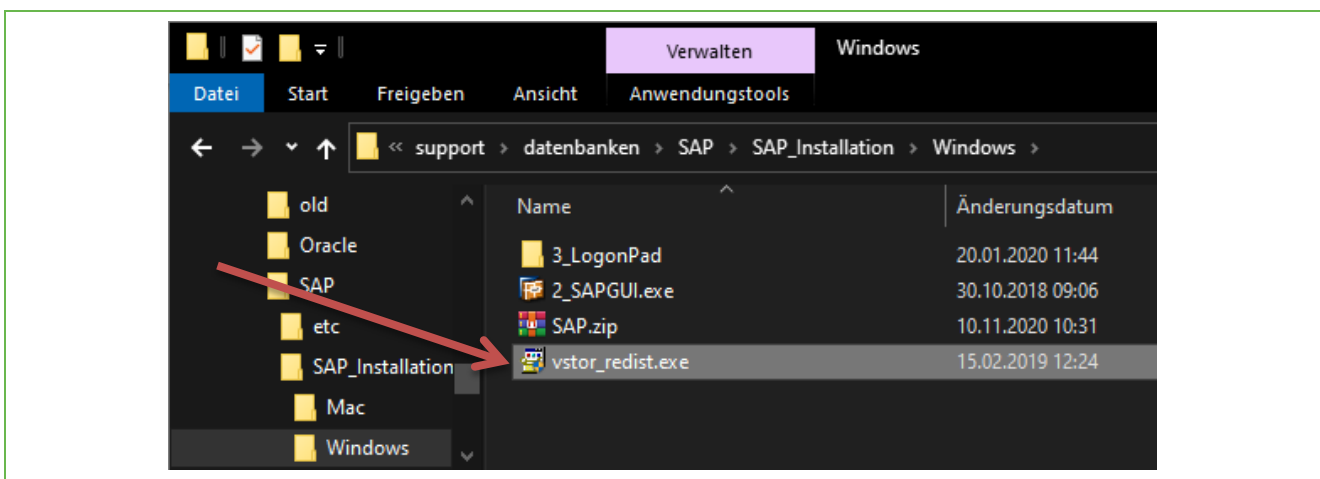 Verwalten Windows
Datei Start Freigeben Ansicht Anwendungstools
« support › datenbanken › SAP › SAP_Installation › Windows ›
old
Oracle
SAP
etc
SAP_Installation
Mac
Windows
Name Änderungsdatum
3_LogonPad 20.01.2020 11:44
2_SAPGUI.exe 30.10.2018 09:06
SAP.zip 10.11.2020 10:31
vstor_redist.exe 15.02.2019 12:24